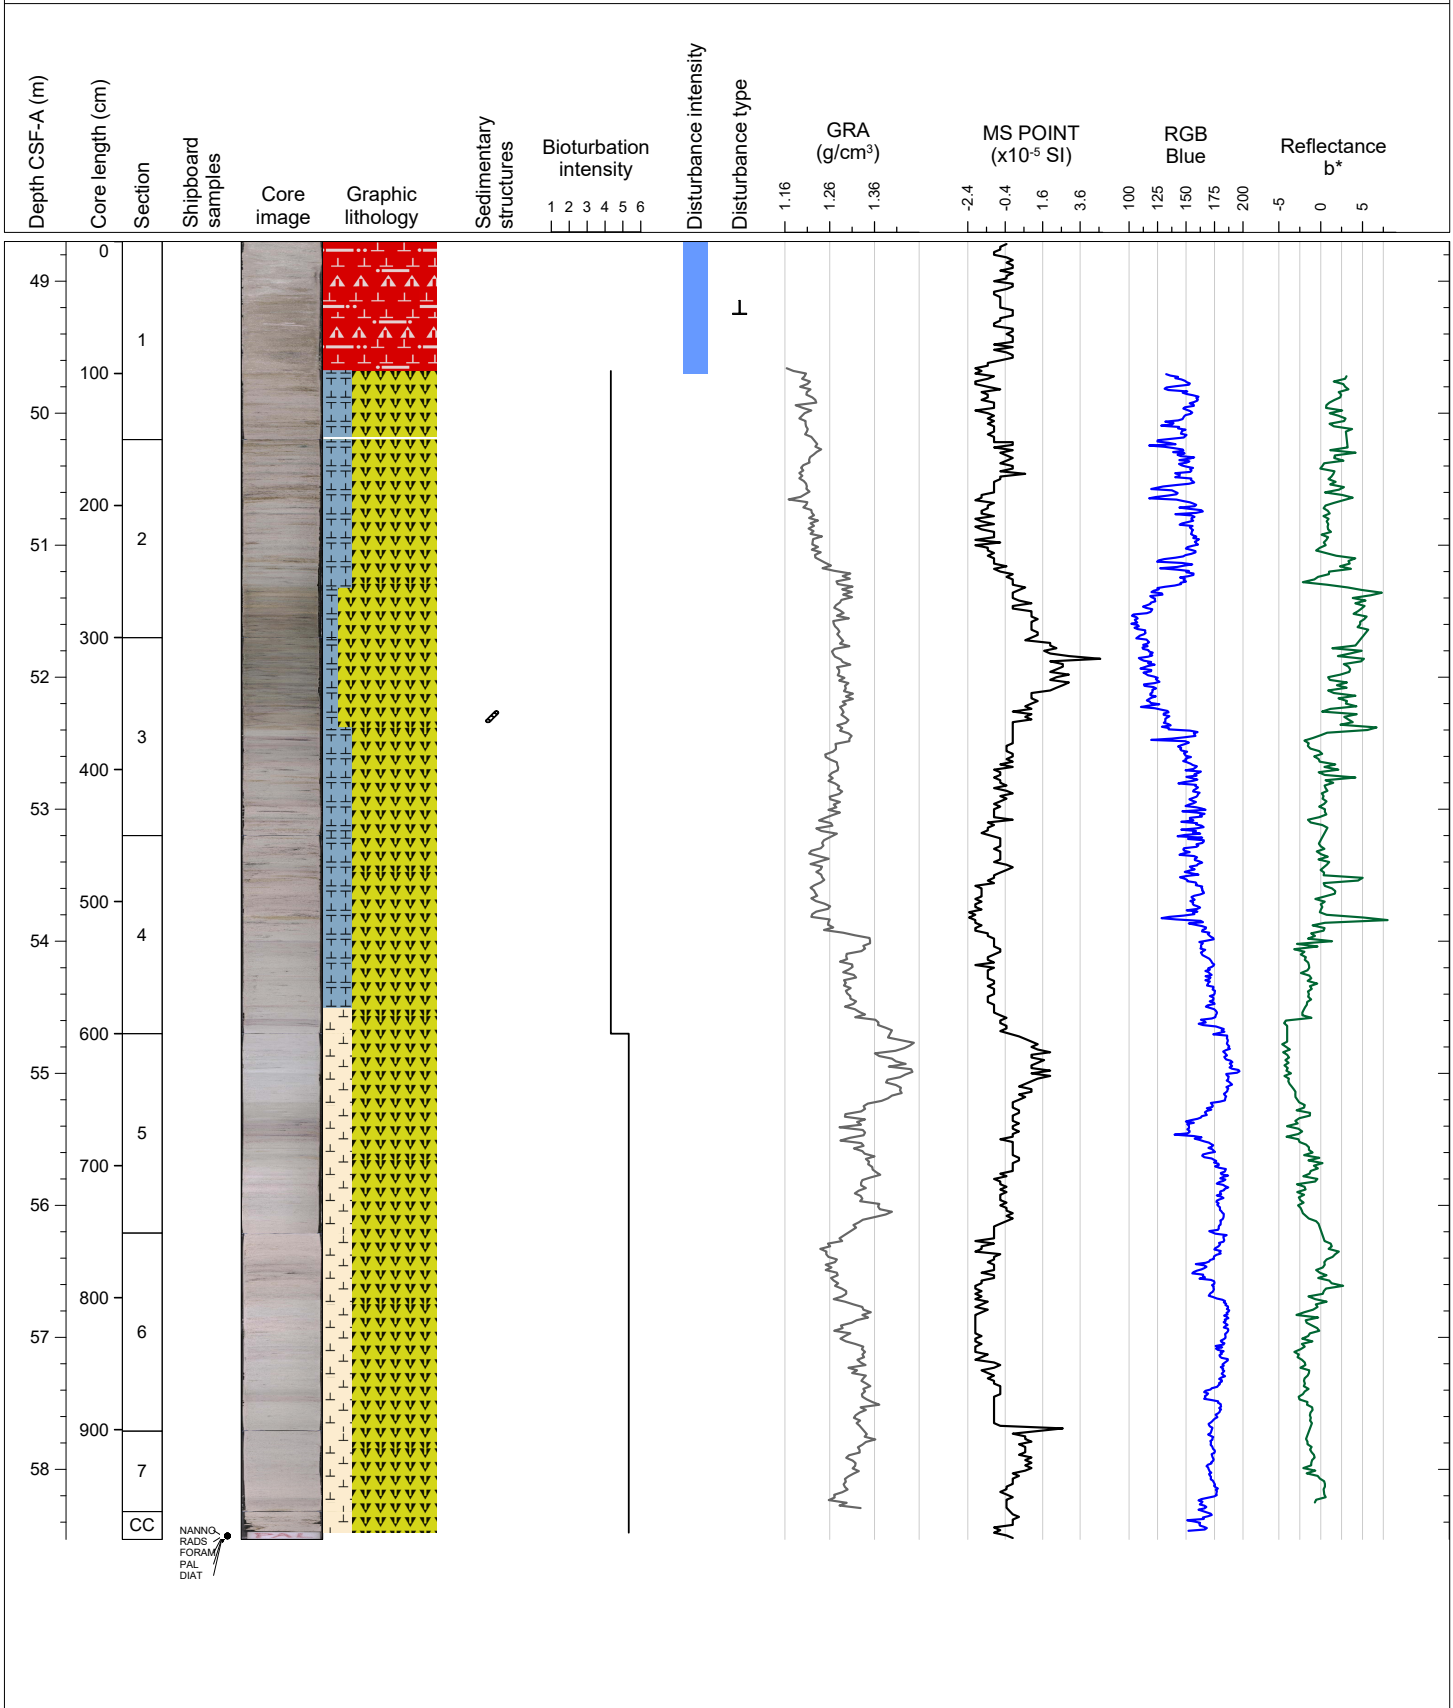 Depth CSF-A (m)
Core length (cm)
Section
Shipboard
samples
Core
image
Graphic
lithology
Sedimentary
structures
Bioturbation
intensity
1 2 3 4 5 6
Disturbance intensity
Disturbance type
GRA
(g/cm³)
1.16 1.26 1.36
MS POINT
(x10⁻⁵ SI)
-2.4 -0.4 1.6 3.6
RGB
Blue
100 125 150 175 200
Reflectance
b*
-5 0 5
0
49
1
100
50
200
51
2
300
52
3
400
53
500
4
54
600
55
5
700
56
800
57
6
900
58
7
CC
NANNO
RADS
FORAM
PAL
DIAT